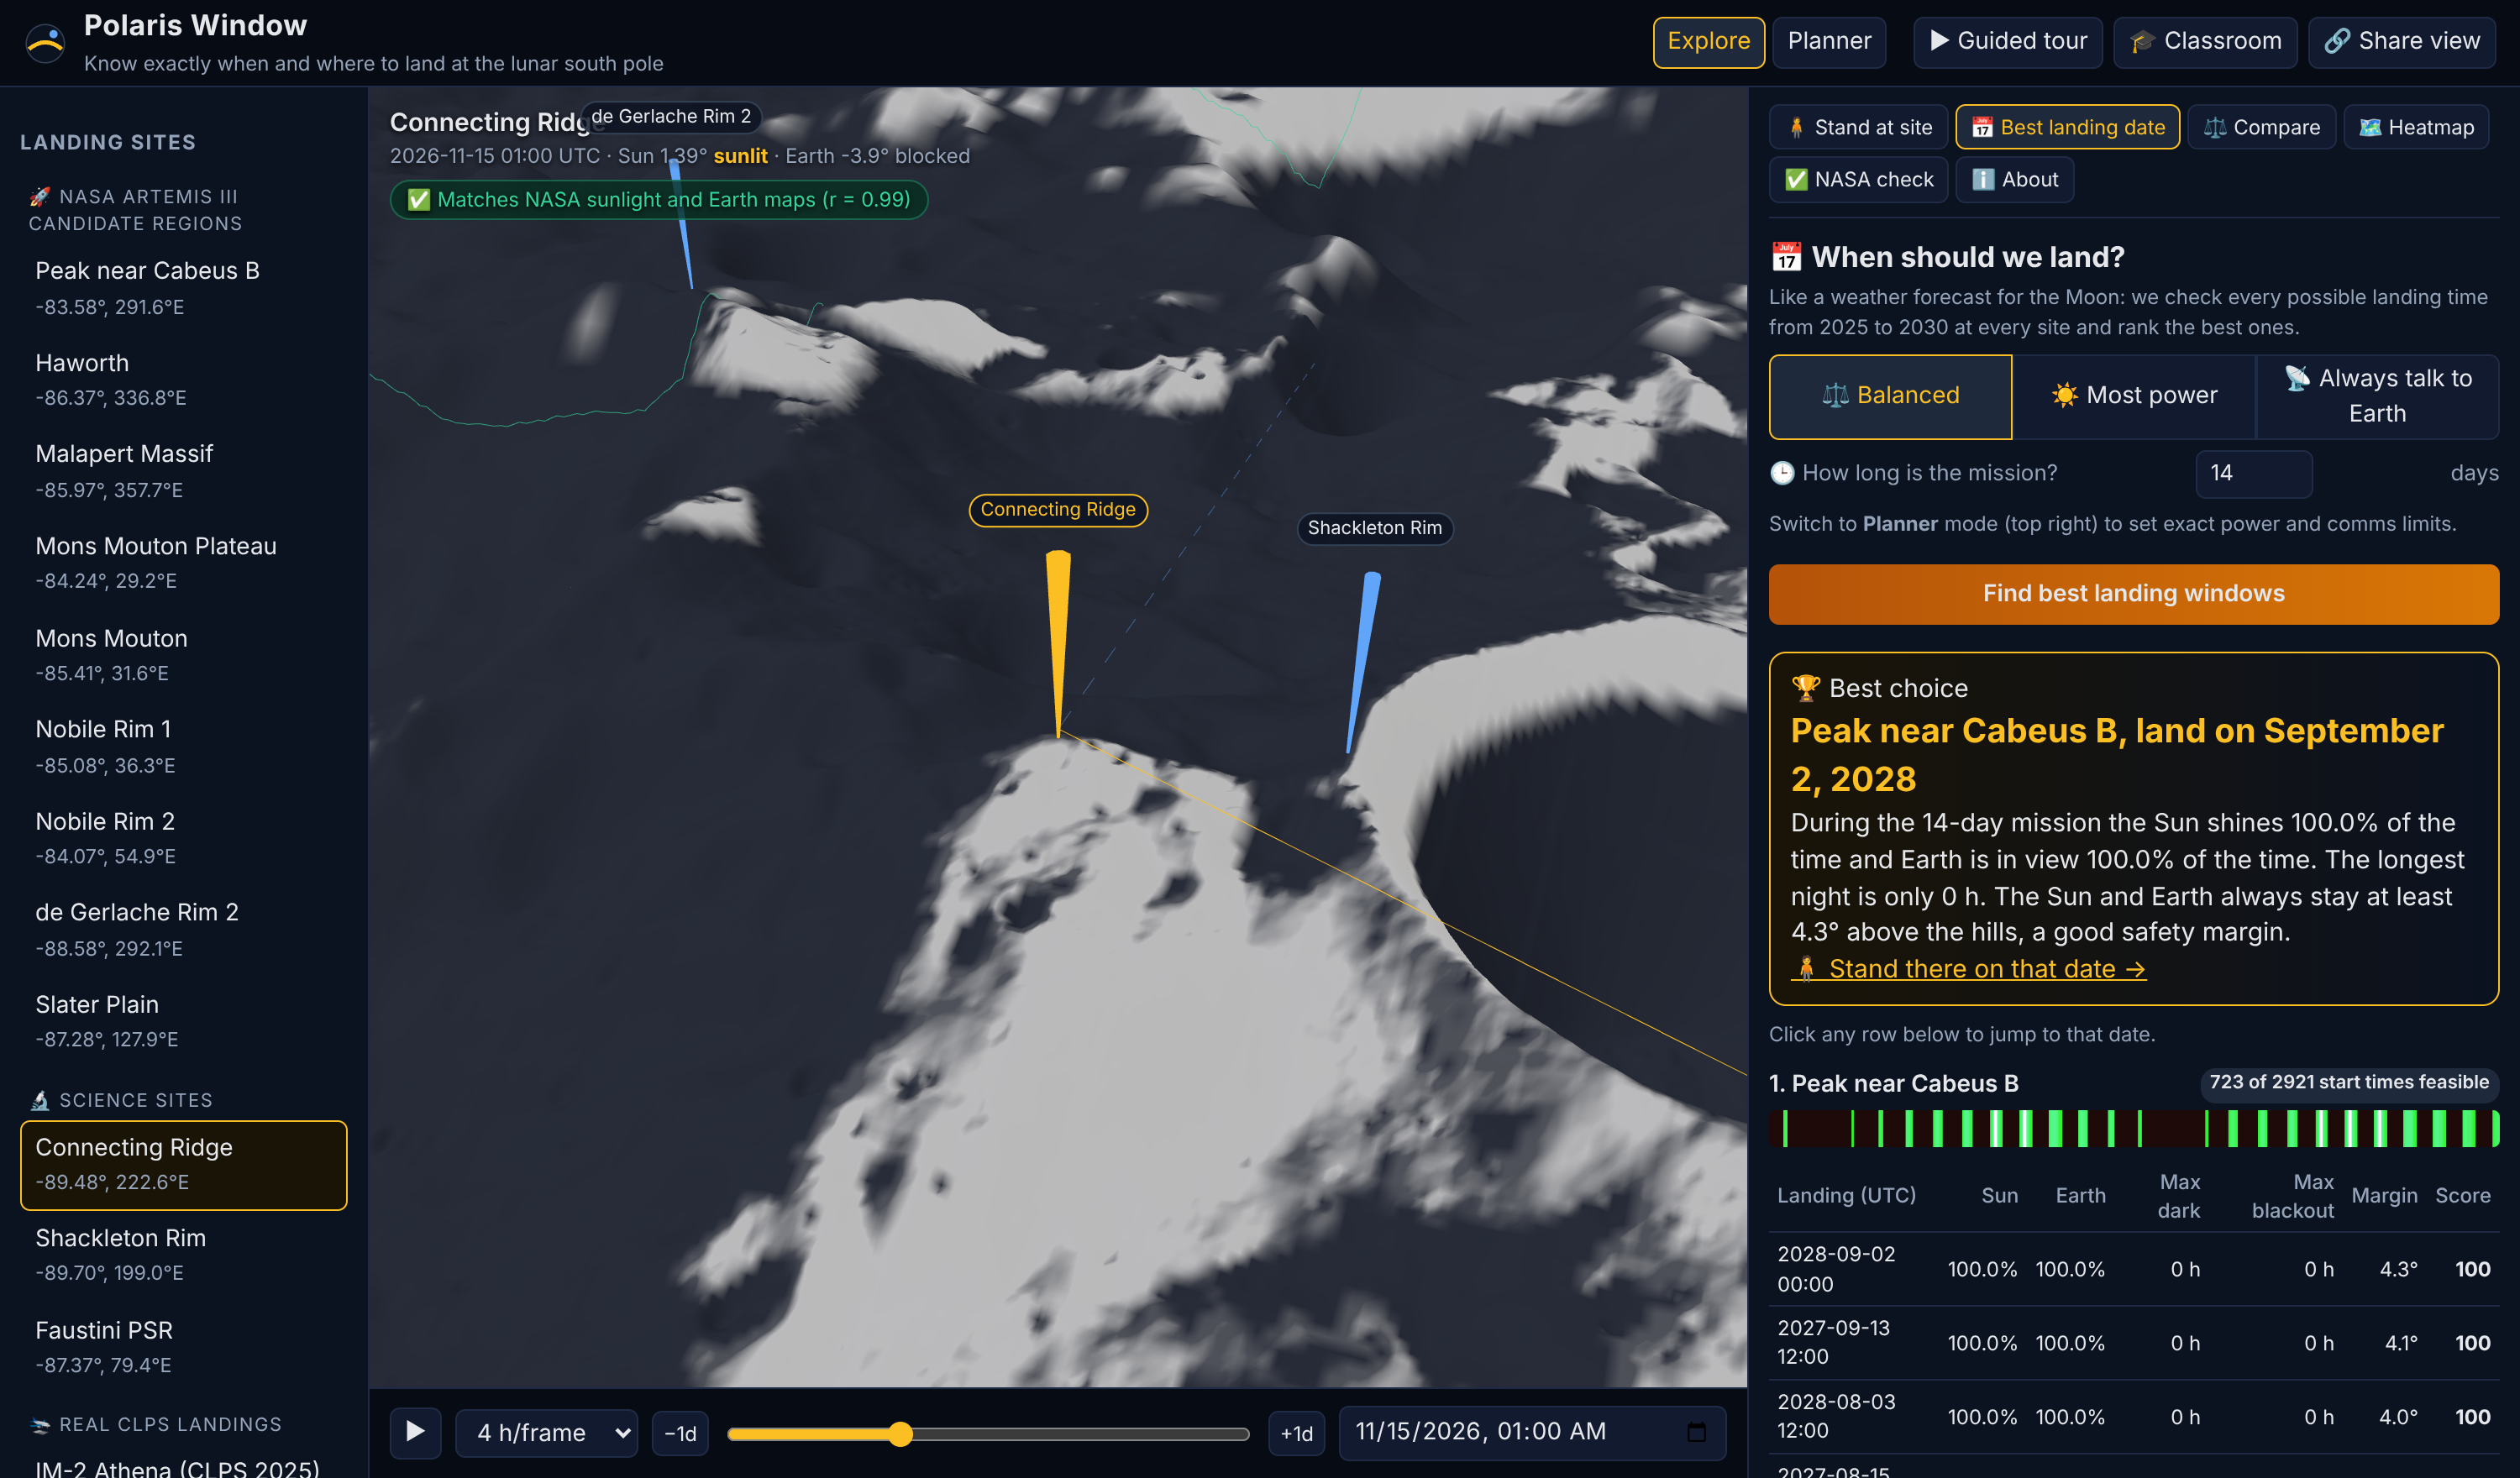 Polaris Window
Know exactly when and where to land at the lunar south pole
Explore
Planner
▶ Guided tour
🎓 Classroom
🔗 Share view
LANDING SITES
🚀 NASA ARTEMIS III
CANDIDATE REGIONS
Peak near Cabeus B
-83.58°, 291.6°E
Haworth
-86.37°, 336.8°E
Malapert Massif
-85.97°, 357.7°E
Mons Mouton Plateau
-84.24°, 29.2°E
Mons Mouton
-85.41°, 31.6°E
Nobile Rim 1
-85.08°, 36.3°E
Nobile Rim 2
-84.07°, 54.9°E
de Gerlache Rim 2
-88.58°, 292.1°E
Slater Plain
-87.28°, 127.9°E
🔬 SCIENCE SITES
Connecting Ridge
-89.48°, 222.6°E
Shackleton Rim
-89.70°, 199.0°E
Faustini PSR
-87.37°, 79.4°E
🛬 REAL CLPS LANDINGS
IM-2 Athena (CLPS 2025)
Connecting Ridge
de Gerlache Rim 2
2026-11-15 01:00 UTC · Sun 1.39° sunlit · Earth -3.9° blocked
✅ Matches NASA sunlight and Earth maps (r = 0.99)
Connecting Ridge
Shackleton Rim
▶
4 h/frame
−1d
+1d
11/15/2026, 01:00 AM
🧍 Stand at site
📅 Best landing date
⚖️ Compare
🗺️ Heatmap
✅ NASA check
ℹ️ About
📅 When should we land?
Like a weather forecast for the Moon: we check every possible landing time
from 2025 to 2030 at every site and rank the best ones.
⚖️ Balanced
☀️ Most power
📡 Always talk to
Earth
🕒 How long is the mission?
14
days
Switch to Planner mode (top right) to set exact power and comms limits.
Find best landing windows
🏆 Best choice
Peak near Cabeus B, land on September
2, 2028
During the 14-day mission the Sun shines 100.0% of the
time and Earth is in view 100.0% of the time. The longest
night is only 0 h. The Sun and Earth always stay at least
4.3° above the hills, a good safety margin.
🧍 Stand there on that date →
Click any row below to jump to that date.
1. Peak near Cabeus B
723 of 2921 start times feasible
Landing (UTC) Sun Earth Max dark Max blackout Margin Score
2028-09-02 00:00 100.0% 100.0% 0 h 0 h 4.3° 100
2027-09-13 12:00 100.0% 100.0% 0 h 0 h 4.1° 100
2028-08-03 12:00 100.0% 100.0% 0 h 0 h 4.0° 100
2027-08-15